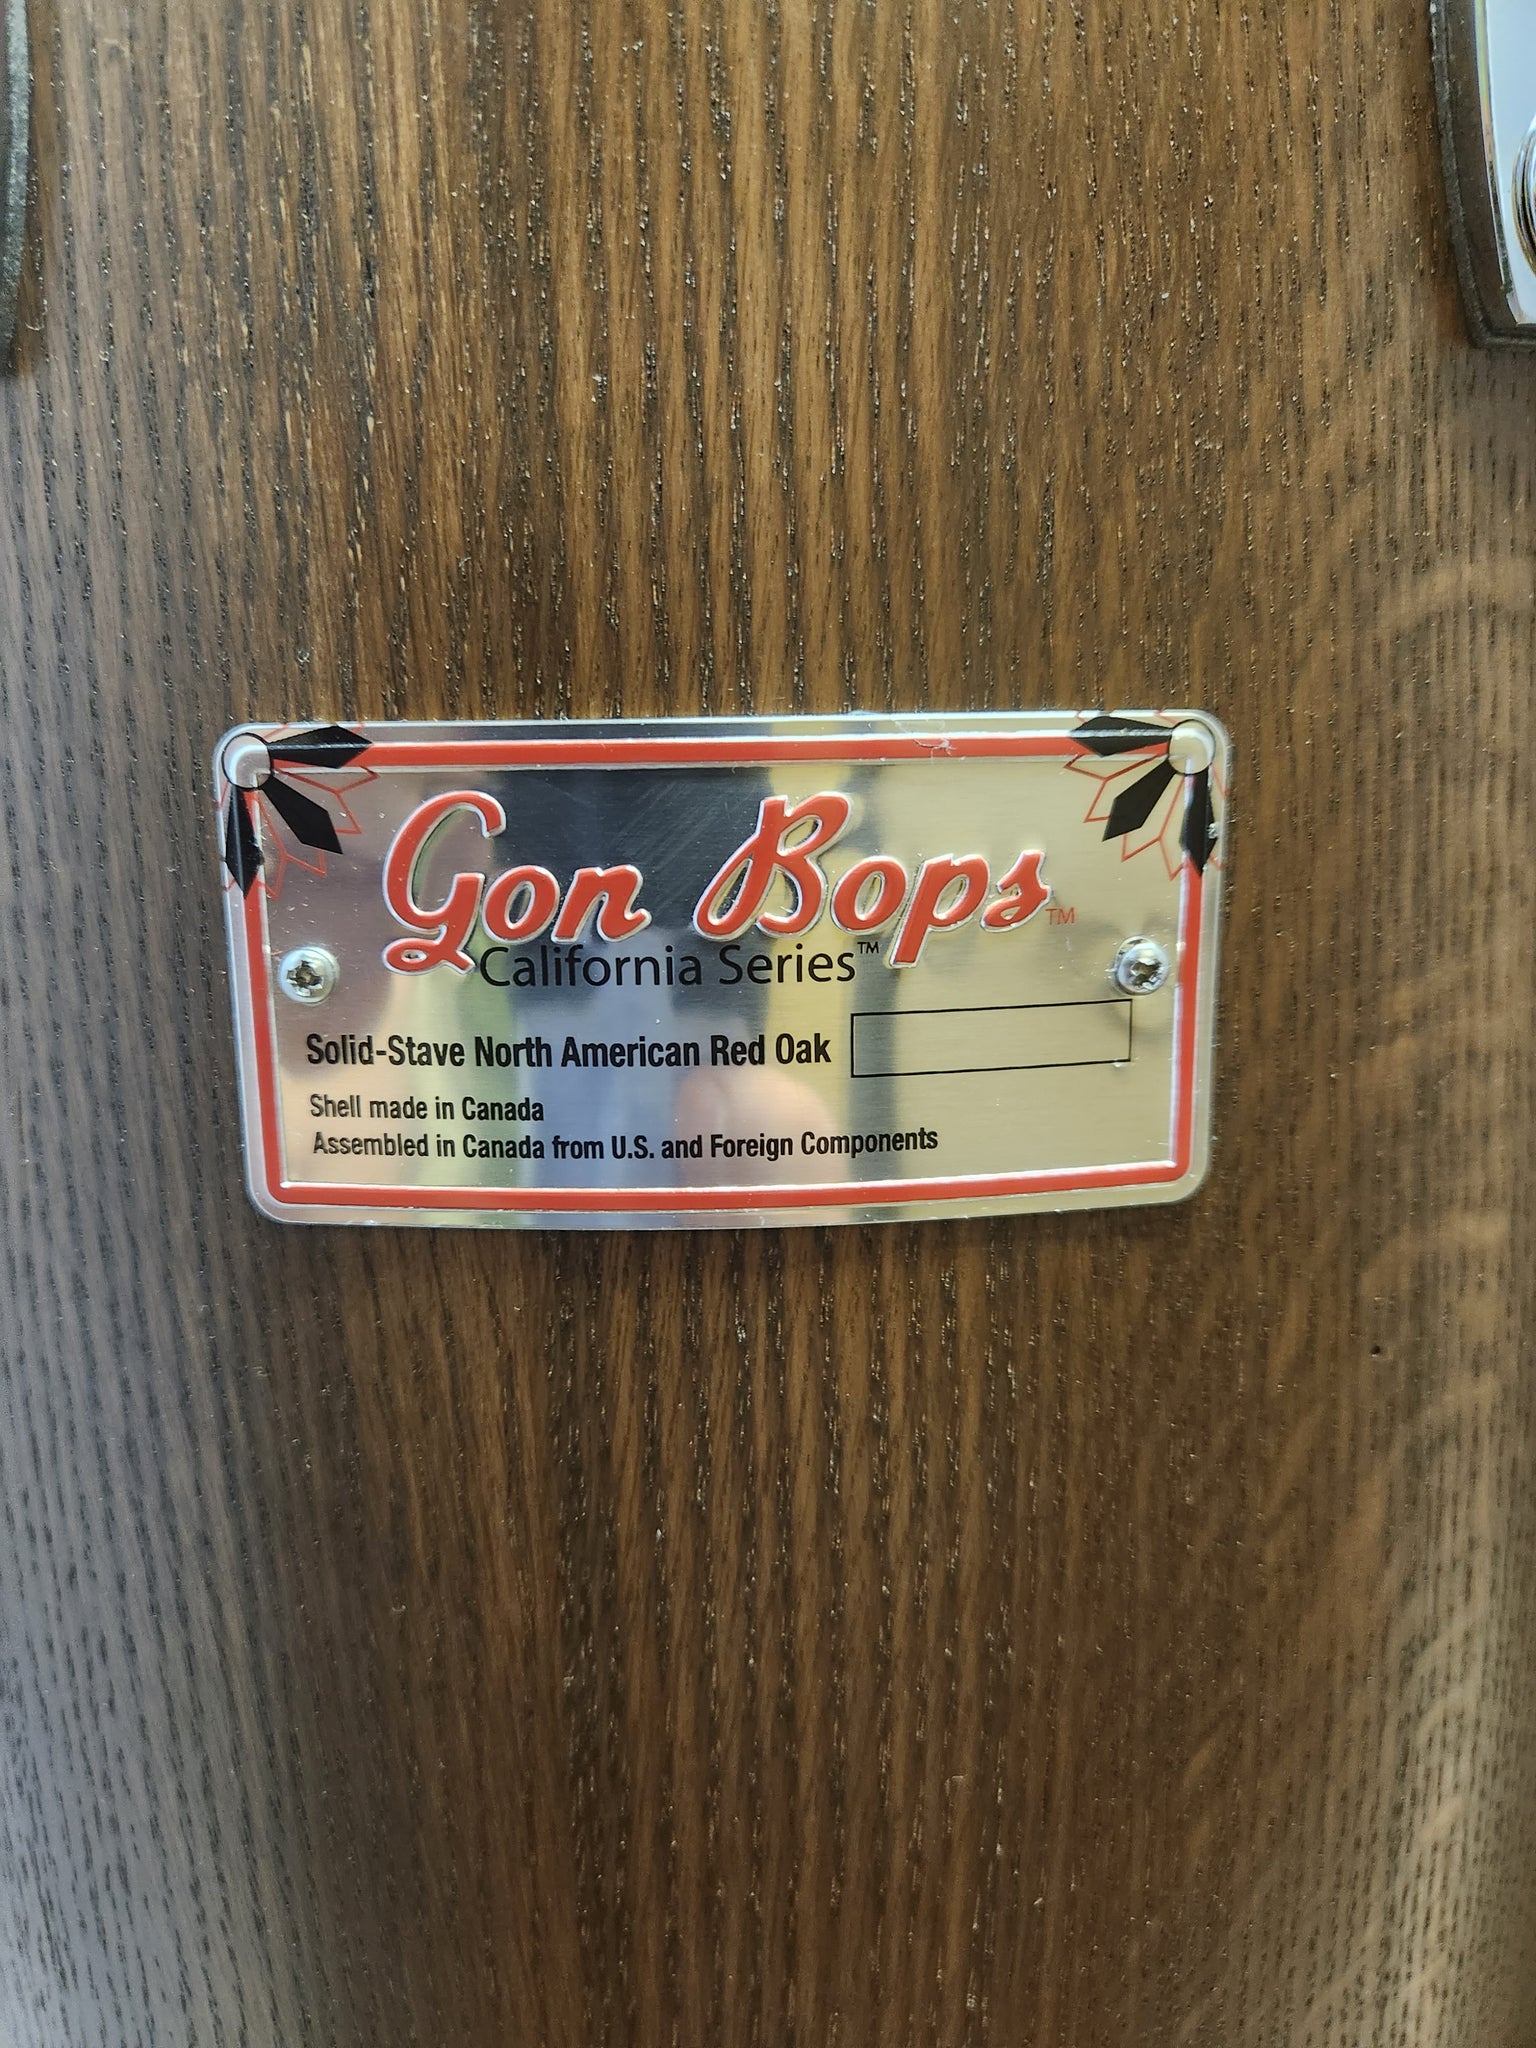 Gon Bops™
California Series™
Solid-Stave North American Red Oak
Shell made in Canada
Assembled in Canada from U.S. and Foreign Components